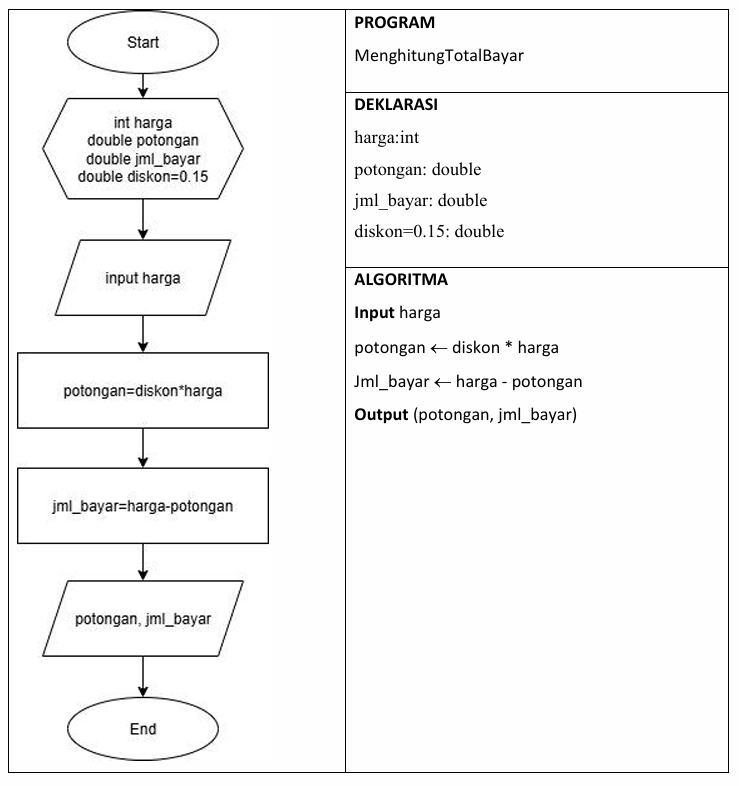 Start
int harga
double potongan
double jml_bayar
double diskon=0.15
input harga
potongan=diskon*harga
jml_bayar=harga-potongan
potongan, jml_bayar
End
PROGRAM
MenghitungTotalBayar
DEKLARASI
harga:int
potongan: double
jml_bayar: double
diskon=0.15: double
ALGORITMA
Input harga
potongan ← diskon * harga
Jml_bayar ← harga - potongan
Output (potongan, jml_bayar)